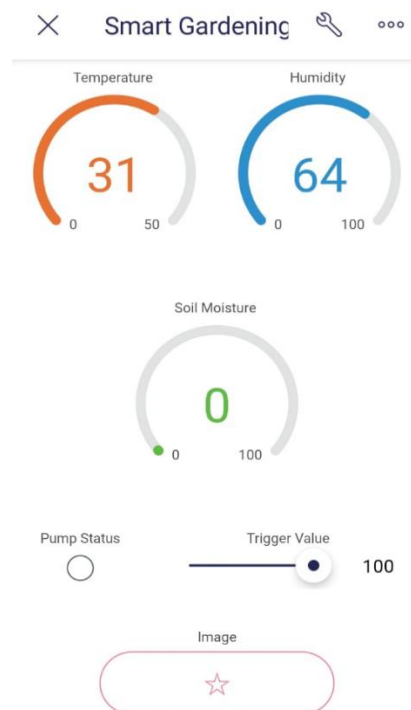 Smart Gardening
Temperature
31
0 50
Humidity
64
0 100
Soil Moisture
0
0 100
Pump Status
Trigger Value
100
Image